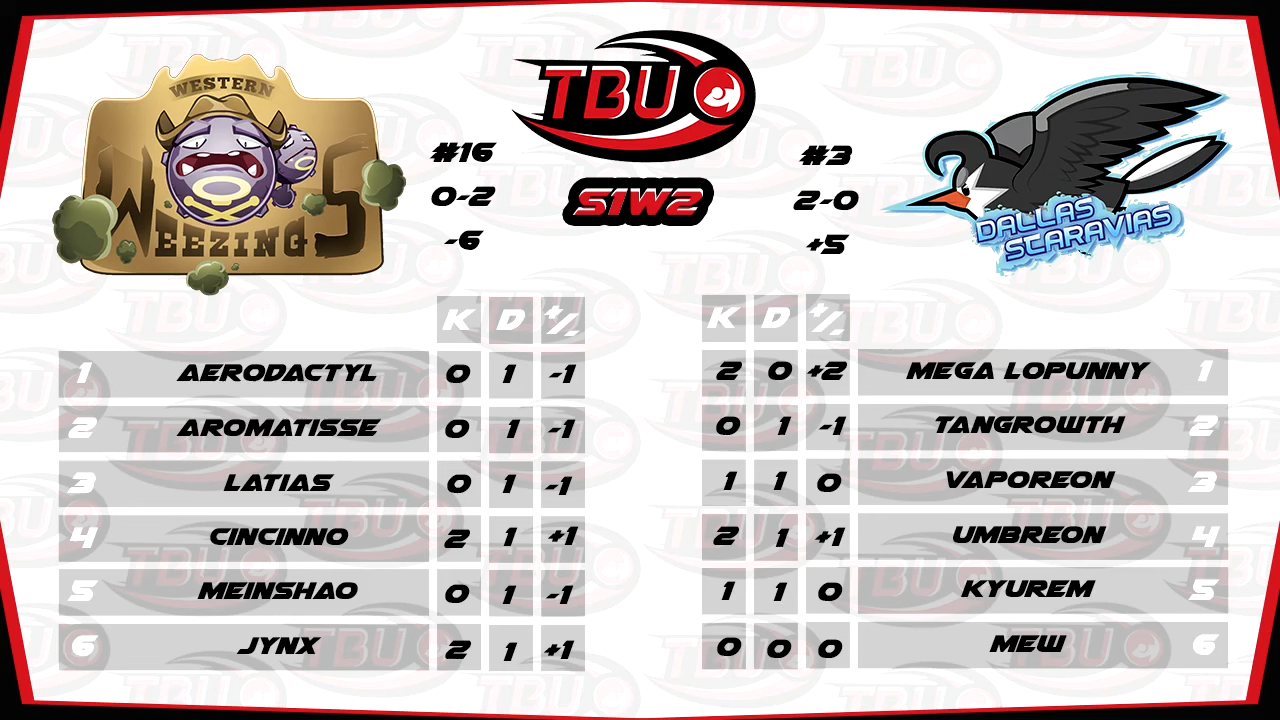 WESTERN
WEEZINGS
#16
0-2
-6
TBU
S1W2
#3
2-0
+5
DALLAS
STARAVIAS
K D +/-
1 AERODACTYL 0 1 -1
2 AROMATISSE 0 1 -1
3 LATIAS 0 1 -1
4 CINCINNO 2 1 +1
5 MEINSHAO 0 1 -1
6 JYNX 2 1 +1
K D +/-
2 0 +2 MEGA LOPUNNY 1
0 1 -1 TANGROWTH 2
1 1 0 VAPOREON 3
2 1 +1 UMBREON 4
1 1 0 KYUREM 5
0 0 0 MEW 6